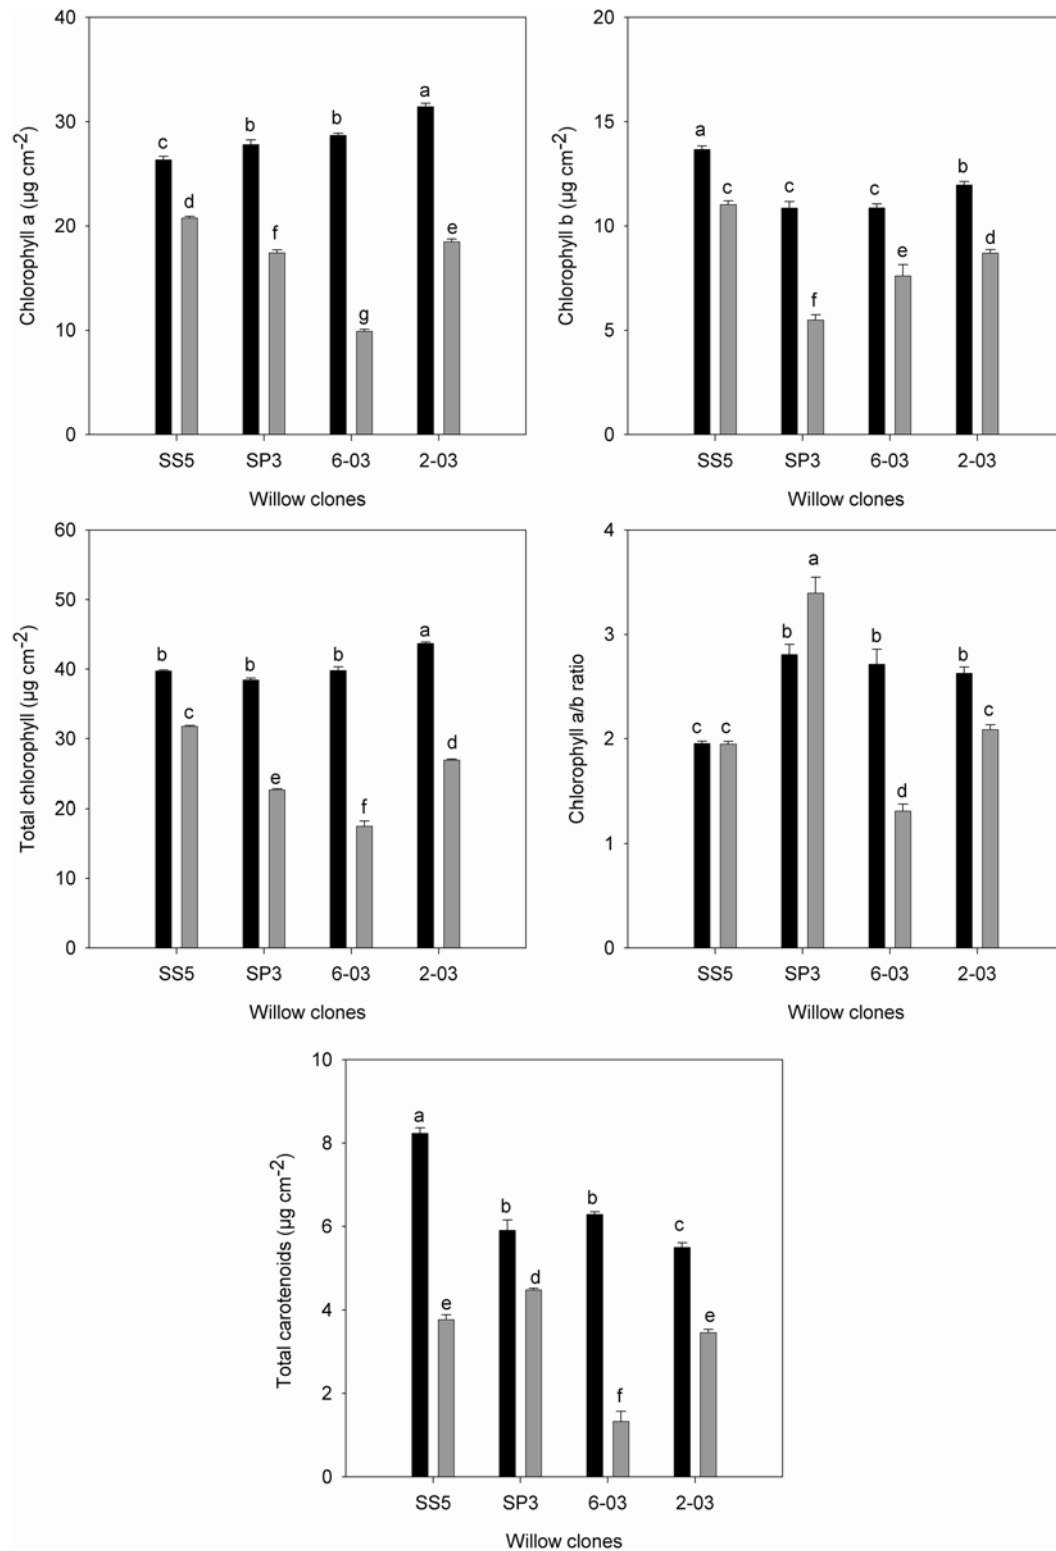 40
30
20
10
0
Chlorophyll a (µg cm⁻²)
c
d
b
f
b
g
a
e
SS5 SP3 6-03 2-03
Willow clones
20
15
10
5
0
Chlorophyll b (µg cm⁻²)
a
c
c
f
c
e
b
d
SS5 SP3 6-03 2-03
Willow clones
60
50
40
30
20
10
0
Total chlorophyll (µg cm⁻²)
b
c
b
e
b
f
a
d
SS5 SP3 6-03 2-03
Willow clones
4
3
2
1
0
Chlorophyll a/b ratio
c
c
b
a
b
d
b
c
SS5 SP3 6-03 2-03
Willow clones
10
8
6
4
2
0
Total carotenoids (µg cm⁻²)
a
e
b
d
b
f
c
e
SS5 SP3 6-03 2-03
Willow clones